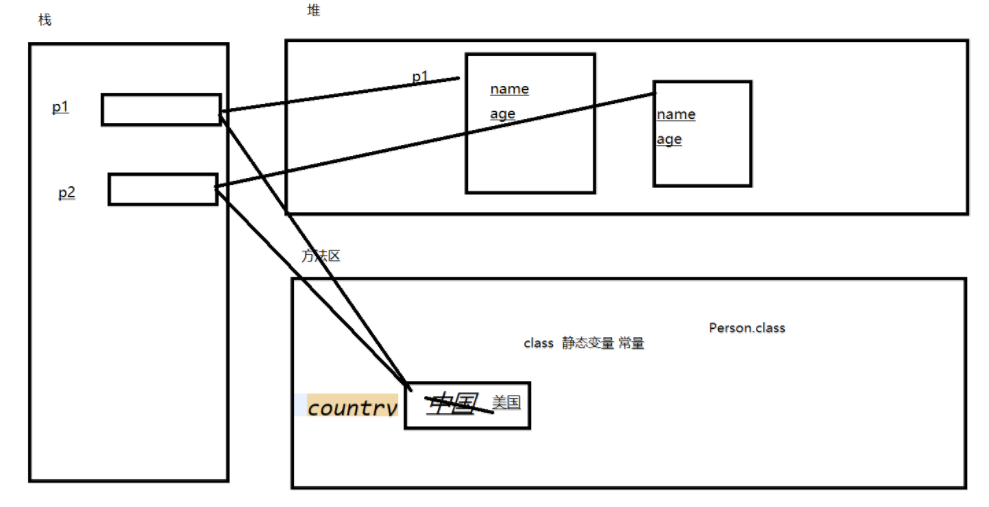 栈
堆
p1
p1
name
age
name
age
p2
方法区
Person.class
class 静态变量 常量
country
中国
美国